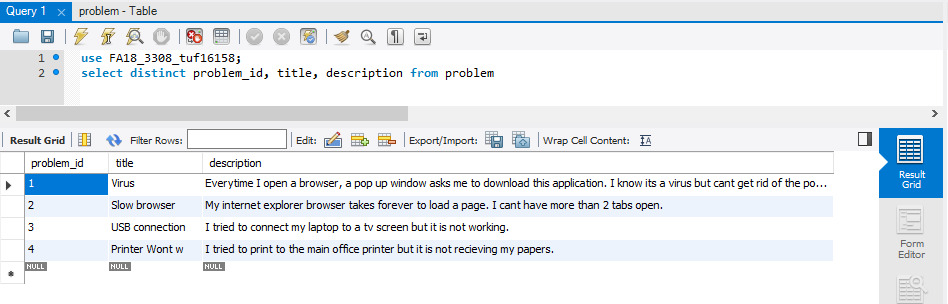 Query 1 × problem - Table
1 use FA18_3308_tuf16158;
2 select distinct problem_id, title, description from problem
Result Grid Filter Rows: Edit: Export/Import: Wrap Cell Content: IA
problem_id title description
1 Virus Everytime I open a browser, a pop up window asks me to download this application. I know its a virus but cant get rid of the po...
2 Slow browser My internet explorer browser takes forever to load a page. I cant have more than 2 tabs open.
3 USB connection I tried to connect my laptop to a tv screen but it is not working.
4 Printer Wont w I tried to print to the main office printer but it is not recieving my papers.
NULL NULL NULL
Result
Grid
Form
Editor